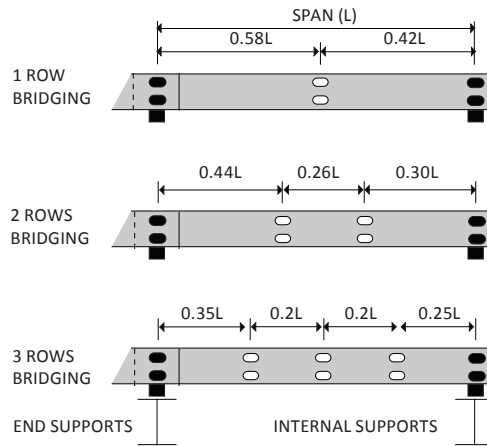 SPAN (L)
0.58L 0.42L
1 ROW
BRIDGING
0.44L 0.26L 0.30L
2 ROWS
BRIDGING
0.35L 0.2L 0.2L 0.25L
3 ROWS
BRIDGING
END SUPPORTS INTERNAL SUPPORTS